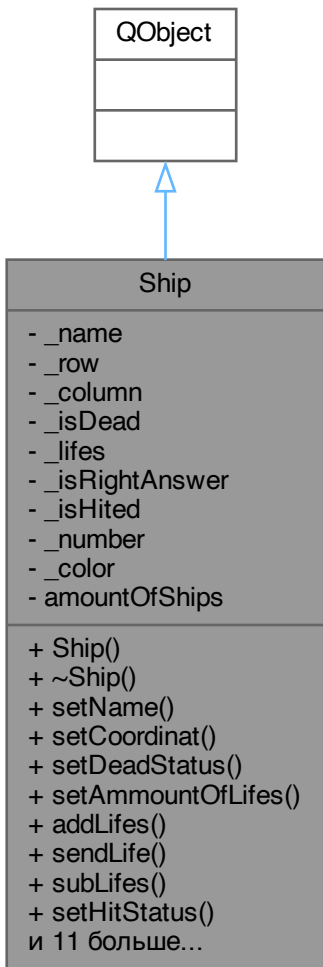 QObject
Ship
- _name
- _row
- _column
- _isDead
- _lifes
- _isRightAnswer
- _isHited
- _number
- _color
- amountOfShips
+ Ship()
+ ~Ship()
+ setName()
+ setCoordinat()
+ setDeadStatus()
+ setAmmountOfLifes()
+ addLifes()
+ sendLife()
+ subLifes()
+ setHitStatus()
и 11 больше...